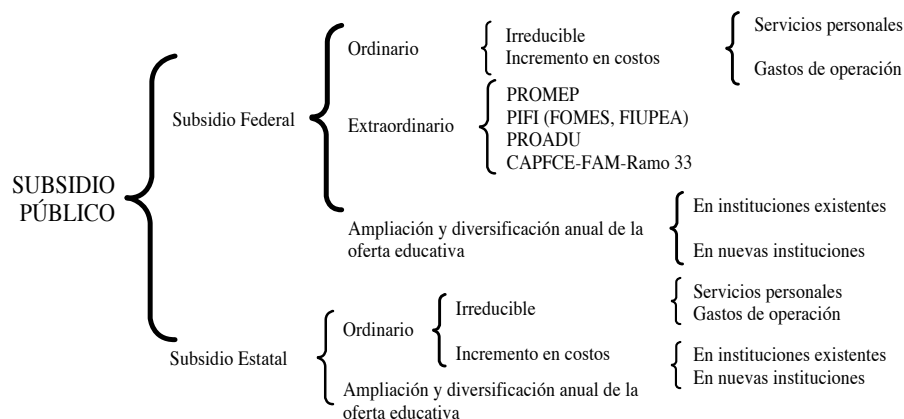 SUBSIDIO
PÚBLICO
Subsidio Federal
Ordinario
Irreducible
Incremento en costos
Servicios personales
Gastos de operación
Extraordinario
PROMEP
PIFI (FOMES, FIUPEA)
PROADU
CAPFCE-FAM-Ramo 33
Ampliación y diversificación anual de la
oferta educativa
En instituciones existentes
En nuevas instituciones
Subsidio Estatal
Ordinario
Irreducible
Servicios personales
Gastos de operación
Incremento en costos
Ampliación y diversificación anual de la
oferta educativa
En instituciones existentes
En nuevas instituciones